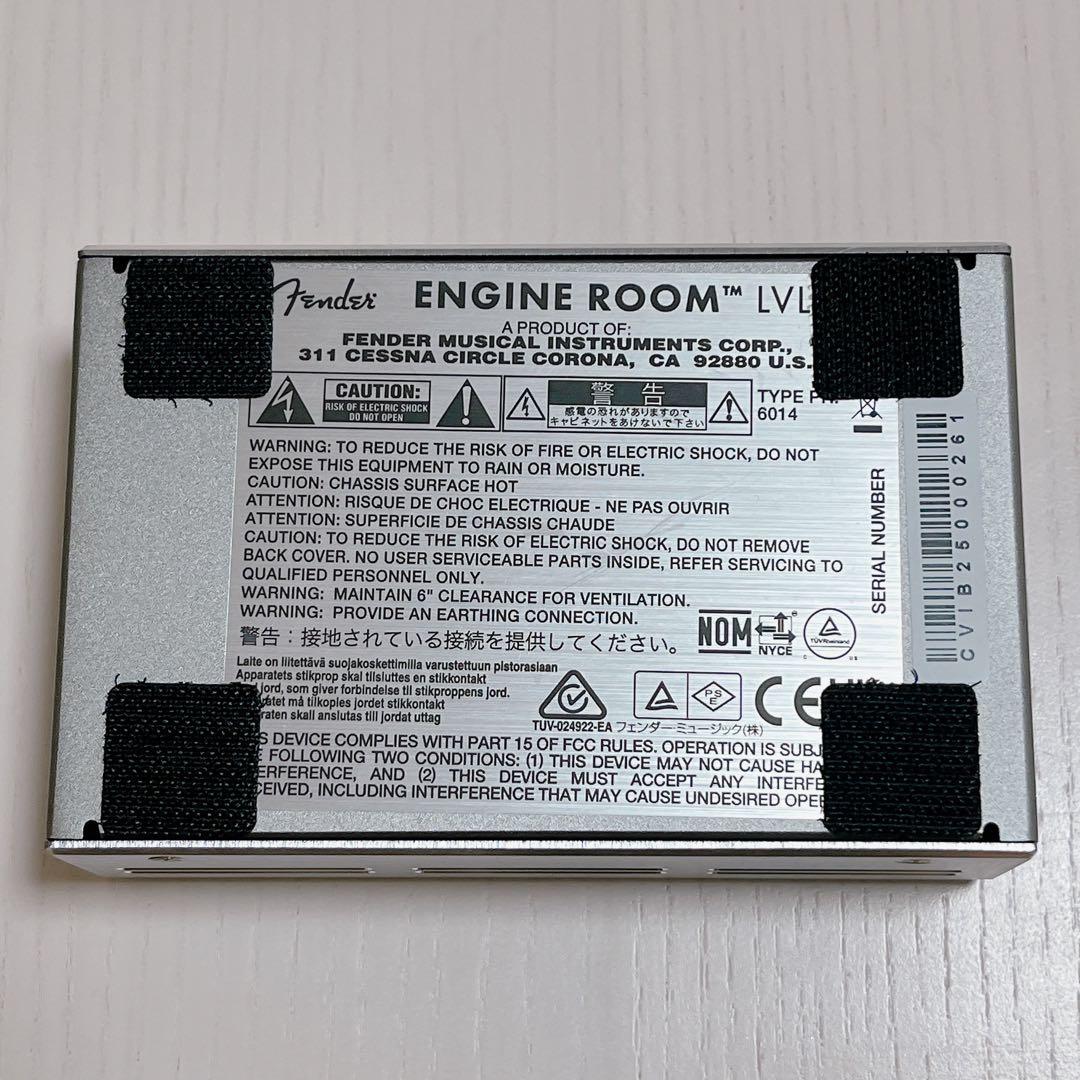 Fender ENGINE ROOM™ LVL
A PRODUCT OF:
FENDER MUSICAL INSTRUMENTS CORP.,
311 CESSNA CIRCLE CORONA, CA 92880 U.S.
CAUTION:
RISK OF ELECTRIC SHOCK
DO NOT OPEN
警告
感電の恐れがありますので
キャビネットをあけないで下さい
TYPE
6014
WARNING: TO REDUCE THE RISK OF FIRE OR ELECTRIC SHOCK, DO NOT
EXPOSE THIS EQUIPMENT TO RAIN OR MOISTURE.
CAUTION: CHASSIS SURFACE HOT
ATTENTION: RISQUE DE CHOC ELECTRIQUE - NE PAS OUVRIR
ATTENTION: SUPERFICIE DE CHASSIS CHAUDE
CAUTION: TO REDUCE THE RISK OF ELECTRIC SHOCK, DO NOT REMOVE
BACK COVER. NO USER SERVICEABLE PARTS INSIDE, REFER SERVICING TO
QUALIFIED PERSONNEL ONLY.
WARNING: MAINTAIN 6" CLEARANCE FOR VENTILATION.
WARNING: PROVIDE AN EARTHING CONNECTION.
警告：接地されている接続を提供してください。
NOM
NYCE
TÜVRheinland
C US
SERIAL NUMBER
CVIB25000261
Laite on liitettävä suojakoskettimilla varustettuun pistorasiaan
Apparatets stikprop skal tilsluttes en stikkontakt
jord, som giver forbindelse til stikproppens jord.
må tilkoples jordet stikkontakt
skall anslutas till jordat uttag
TUV-024922-EA
PS
E
フェンダーミュージック(株)
CE
DEVICE COMPLIES WITH PART 15 OF FCC RULES. OPERATION IS
FOLLOWING TWO CONDITIONS: (1) THIS DEVICE MAY NOT CAUSE
AND (2) THIS DEVICE MUST ACCEPT ANY
INCLUDING INTERFERENCE THAT MAY CAUSE UNDESIRED